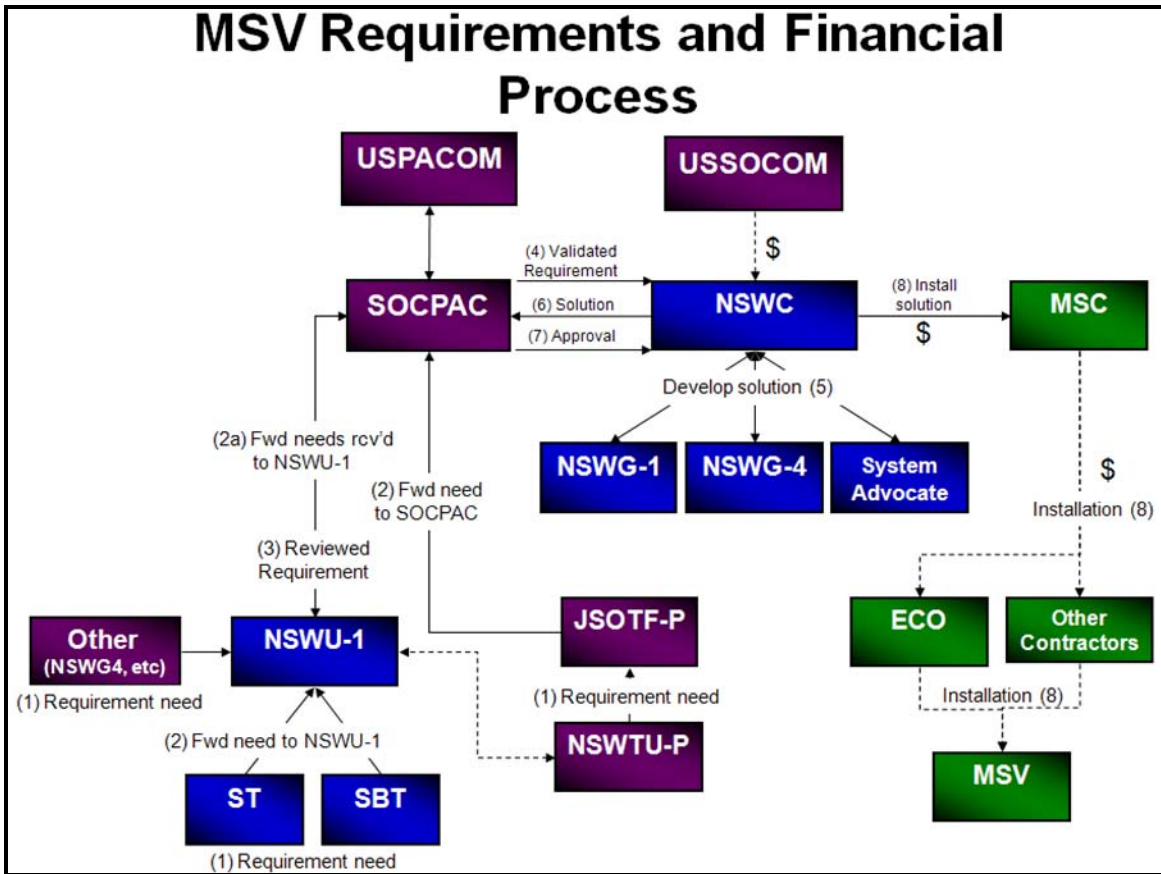 MSV Requirements and Financial
Process
USPACOM
USSOCOM
$
(4) Validated
Requirement
SOCPAC
(6) Solution
(7) Approval
NSWC
(8) Install
solution
$
MSC
Develop solution (5)
(2a) Fwd needs rcv'd
to NSWU-1
(2) Fwd need
to SOCPAC
NSWG-1
NSWG-4
System
Advocate
$
Installation (8)
(3) Reviewed
Requirement
Other
(NSWG4, etc)
(1) Requirement need
NSWU-1
JSOTF-P
(1) Requirement need
ECO
Other
Contractors
Installation (8)
(2) Fwd need to NSWU-1
NSWTU-P
MSV
ST
SBT
(1) Requirement need